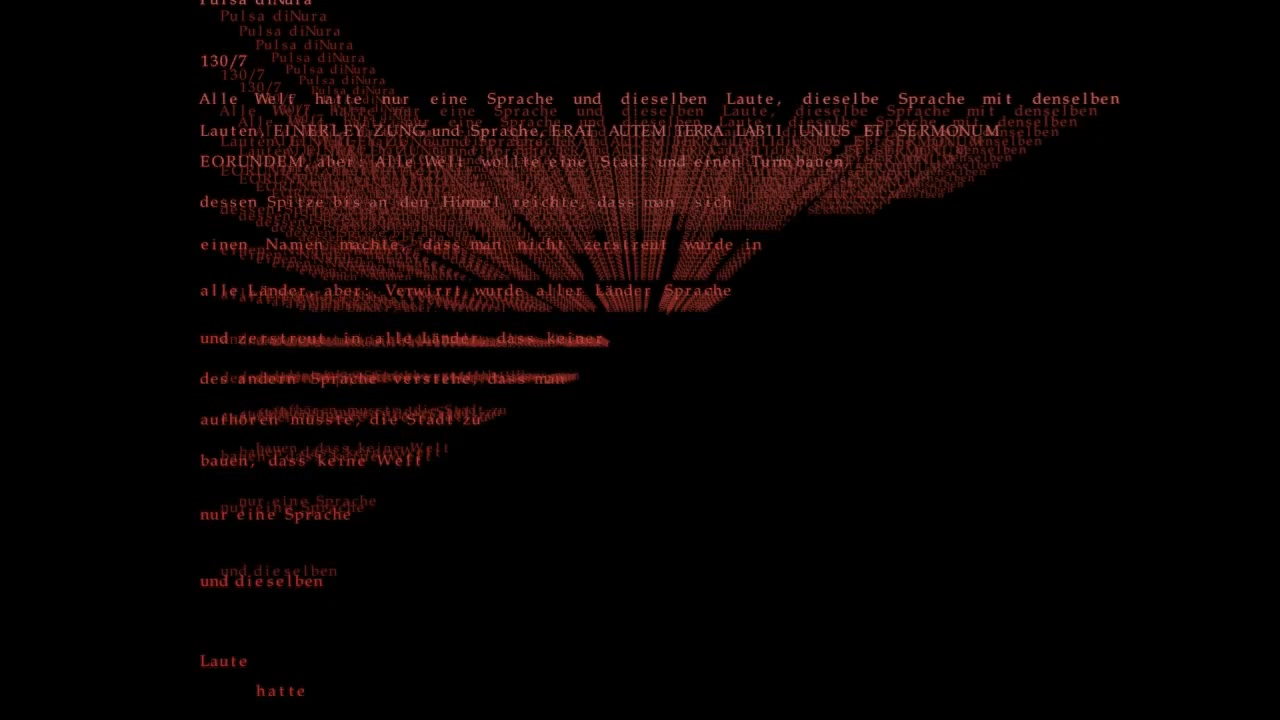 Pulsa diNura
130/7
Alle Welt hatte nur eine Sprache und dieselben Laute, dieselbe Sprache mit denselben
Lauten, EINERLEY ZUNG und Sprache, ERAT AUTEM TERRA LABII UNIUS ET SERMONUM
EORUNDEM, aber: Alle Welt wollte eine Stadt und einen Turm bauen
dessen Spitze bis an den Himmel reichte, dass man sich
einen Namen machte, dass man nicht zerstreut wurde in
alle Länder, aber: Verwirrt wurde aller Länder Sprache
und zerstreut in alle Länder, dass keiner
des andern Sprache verstehe, dass man
aufhören musste, die Stadt zu
bauen, dass keine Welt
nur eine Sprache
und dieselben
Laute
hatte